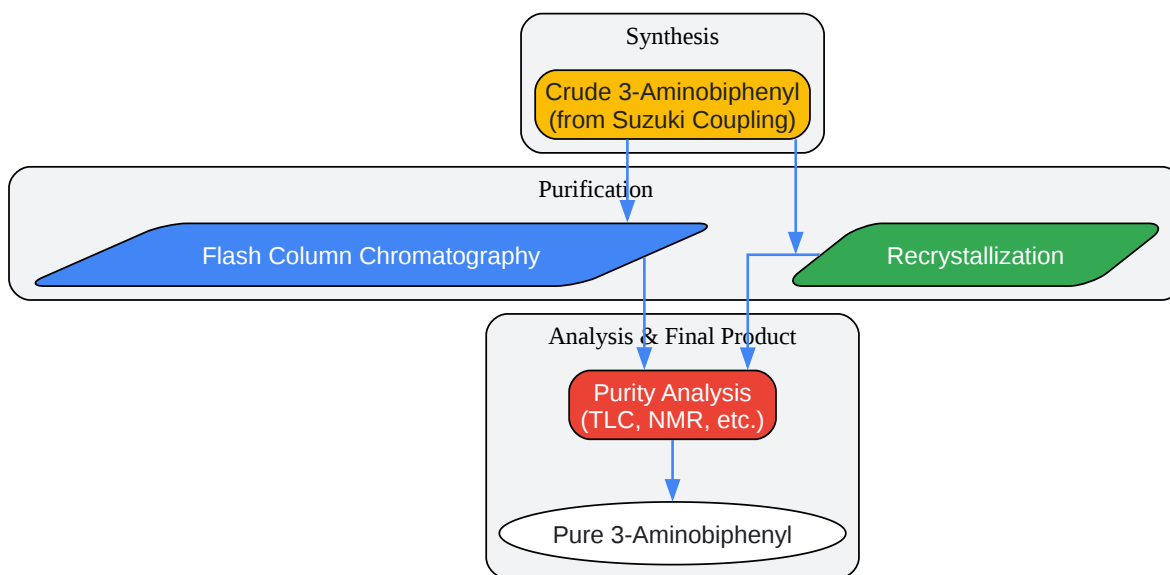 Synthesis
Crude 3-Aminobiphenyl
(from Suzuki Coupling)
Purification
Flash Column Chromatography
Recrystallization
Analysis & Final Product
Purity Analysis
(TLC, NMR, etc.)
Pure 3-Aminobiphenyl